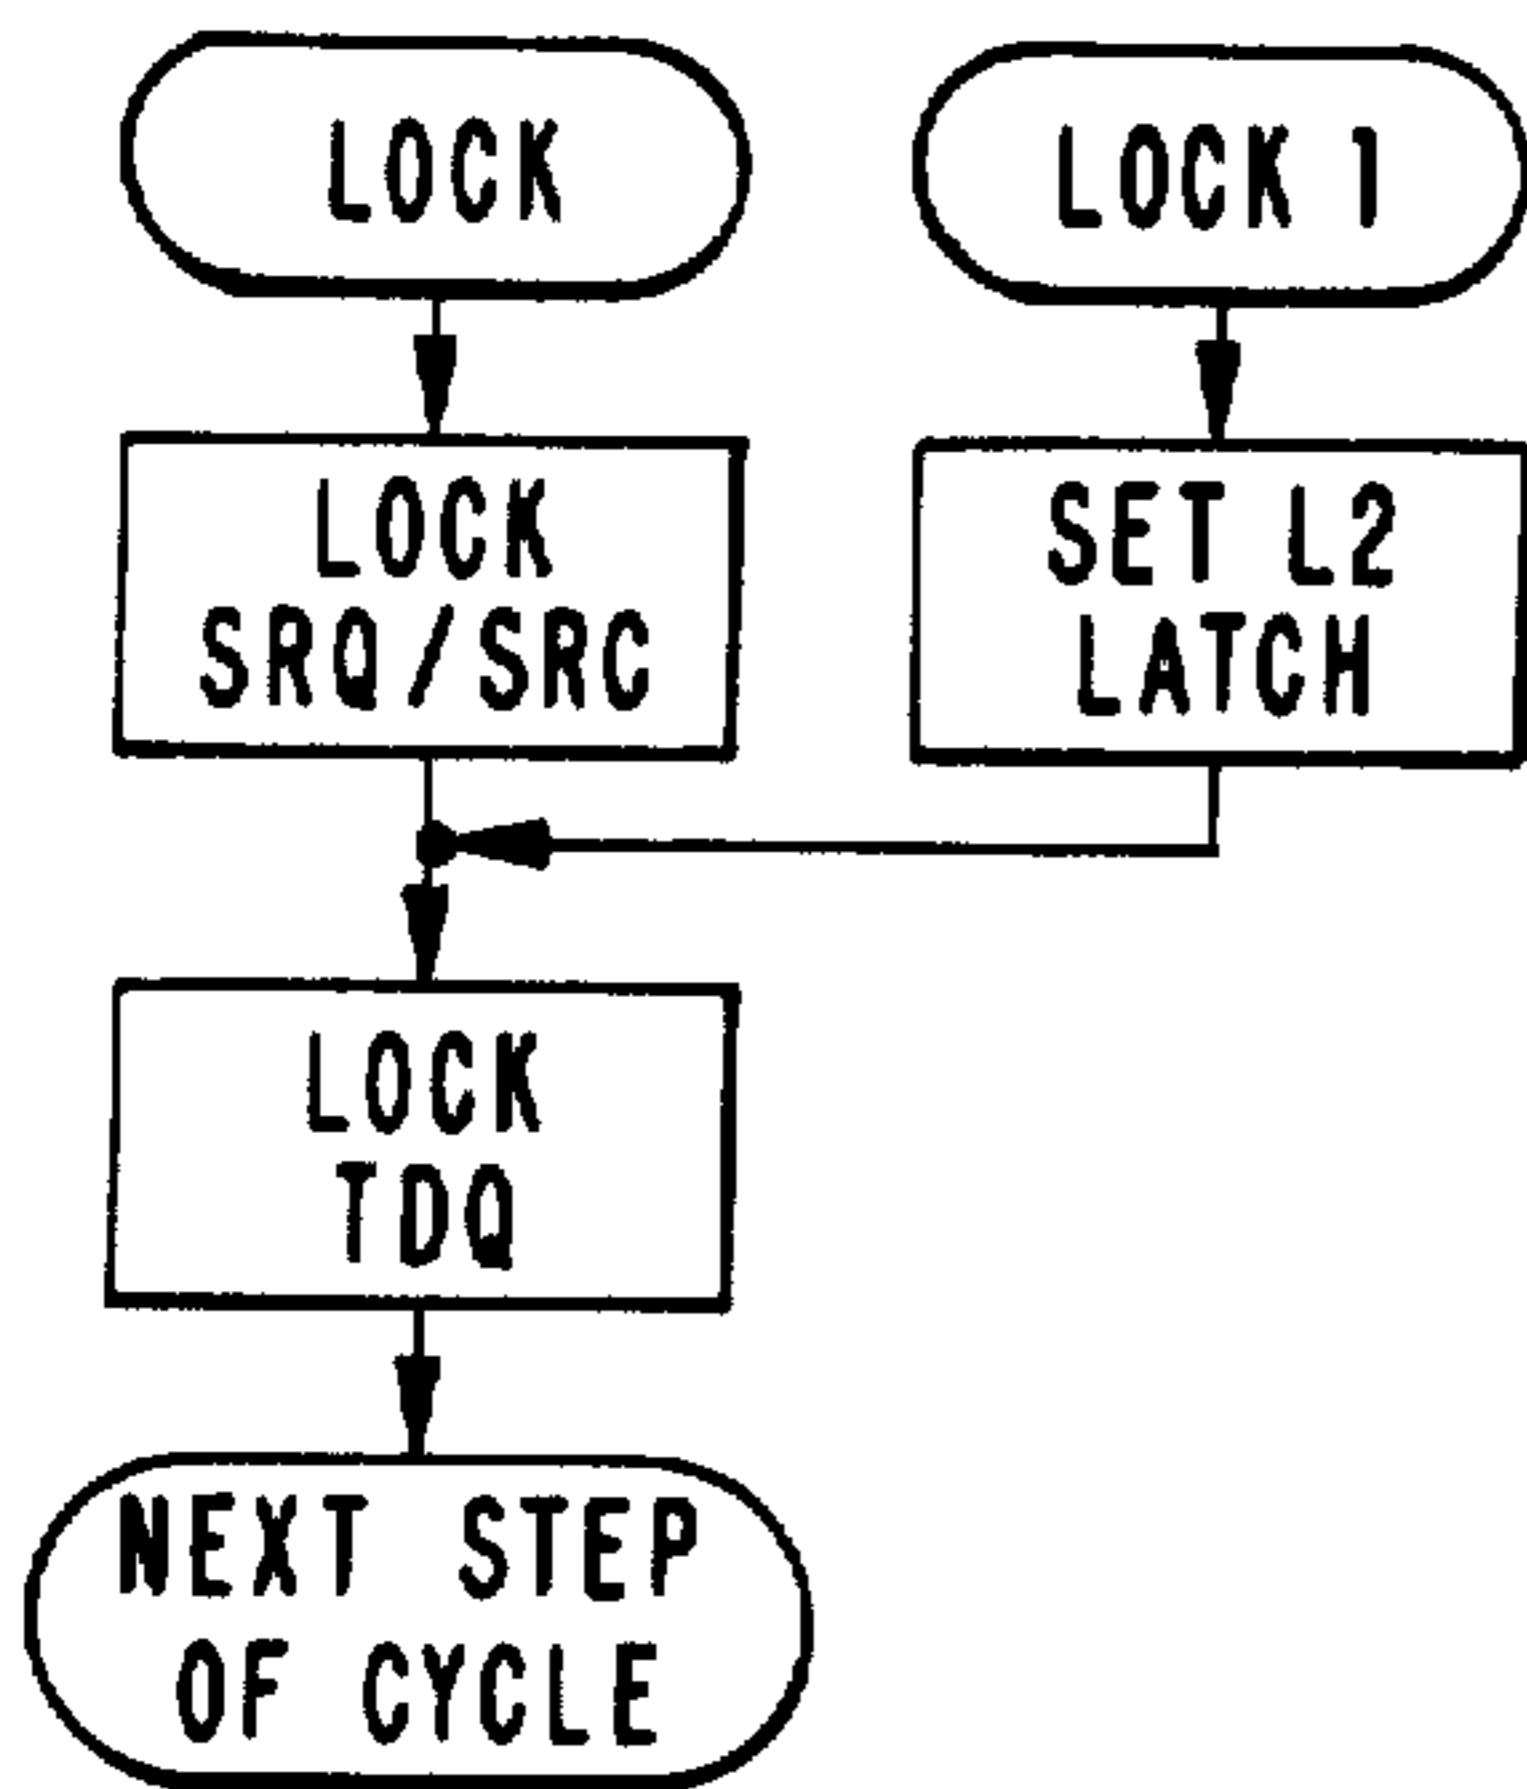 LOCK
LOCK 1
LOCK
SRQ/SRC
SET L2
LATCH
LOCK
TDQ
NEXT STEP
OF CYCLE